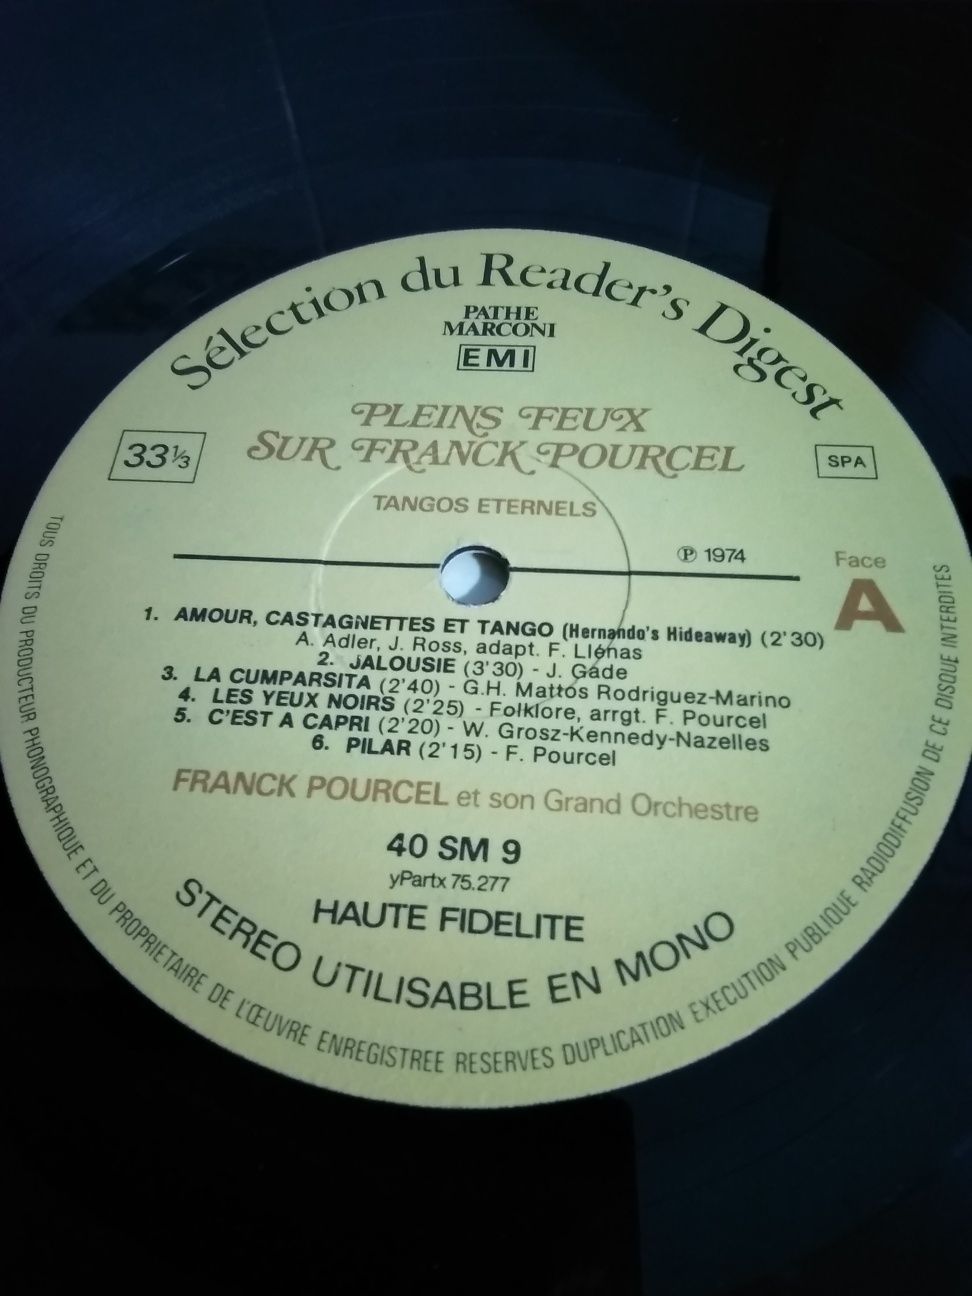 Sélection du Reader's Digest
PATHE
MARCONI
EMI
PLEINS FEUX
SUR FRANCK POURCEL
33⅓
SPA
TANGOS ETERNELS
℗ 1974
Face
A
1. AMOUR, CASTAGNETTES ET TANGO (Hernando's Hideaway) (2'30)
A. Adler, J. Ross, adapt. F. Llénas
2. JALOUSIE (3'30) - J. Gade
3. LA CUMPARSITA (2'40) - G.H. Mattos Rodriguez-Marino
4. LES YEUX NOIRS (2'25) - Folklore, arrgt. F. Pourcel
5. C'EST A CAPRI (2'20) - W. Grosz-Kennedy-Nazelles
6. PILAR (2'15) - F. Pourcel
FRANCK POURCEL et son Grand Orchestre
40 SM 9
yPartx 75.277
HAUTE FIDELITE
STEREO UTILISABLE EN MONO
TOUS DROITS DU PRODUCTEUR PHONOGRAPHIQUE ET DU PROPRIETAIRE DE L'ŒUVRE ENREGISTREE RESERVES DUPLICATION EXECUTION PUBLIQUE RADIODIFFUSION DE CE DISQUE INTERDITES